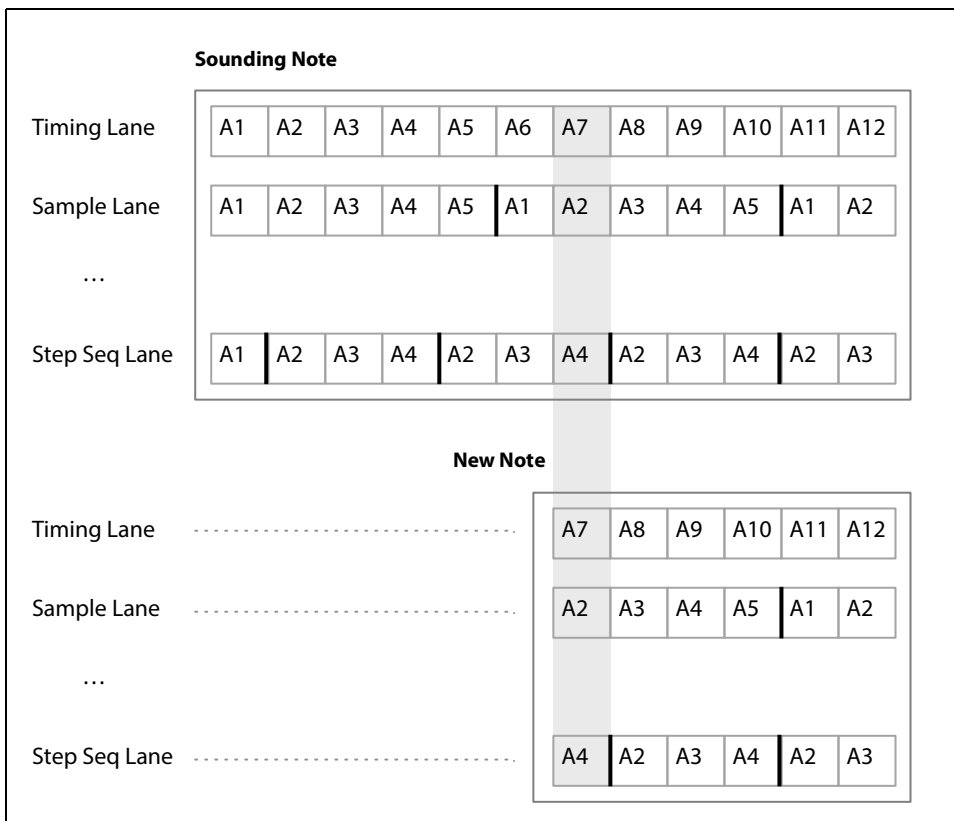 Sounding Note
Timing Lane A1 A2 A3 A4 A5 A6 A7 A8 A9 A10 A11 A12
Sample Lane A1 A2 A3 A4 A5 A1 A2 A3 A4 A5 A1 A2
…
Step Seq Lane A1 A2 A3 A4 A2 A3 A4 A2 A3 A4 A2 A3
New Note
Timing Lane A7 A8 A9 A10 A11 A12
Sample Lane A2 A3 A4 A5 A1 A2
…
Step Seq Lane A4 A2 A3 A4 A2 A3